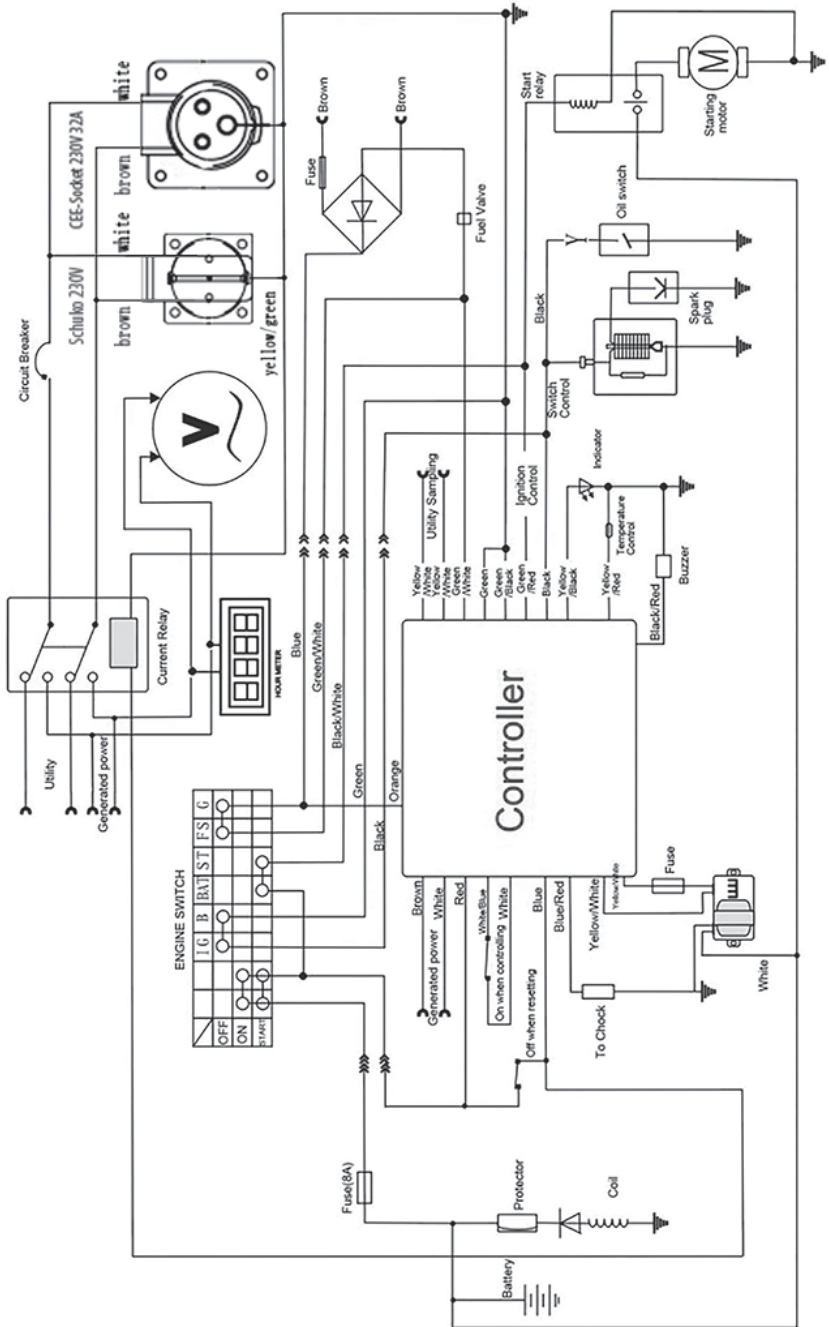 CEE-Socket 230V 32A
white
brown
Schuko 230V
white
brown
yellow/green
Circuit Breaker
V
Current Relay
HOUR METER
Utility
Generated power
Fuse
Brown
Brown
Fuel Valve
Start relay
M
Starting motor
Oil switch
Black
Spark plug
Switch Control
Indicator
Temperature Control
Buzzer
Black/Red
Utility Sampling
Ignition Control
Yellow /White
Yellow /White
Green /White
Green
Green /Black
Green /Red
Black
Yellow /Black
Yellow /Red
Blue
Green/White
Black/White
Green
Orange
Black
ENGINE SWITCH
IG B BAT ST FS G
OFF
ON
START
Controller
Brown
White
Generated power
Red
White/Blue
On when controlling
White
Blue
Blue/Red
Yellow/White
Yellow/White
Fuse
Off when resetting
To Chock
White
Fuse(8A)
Protector
Coil
Battery